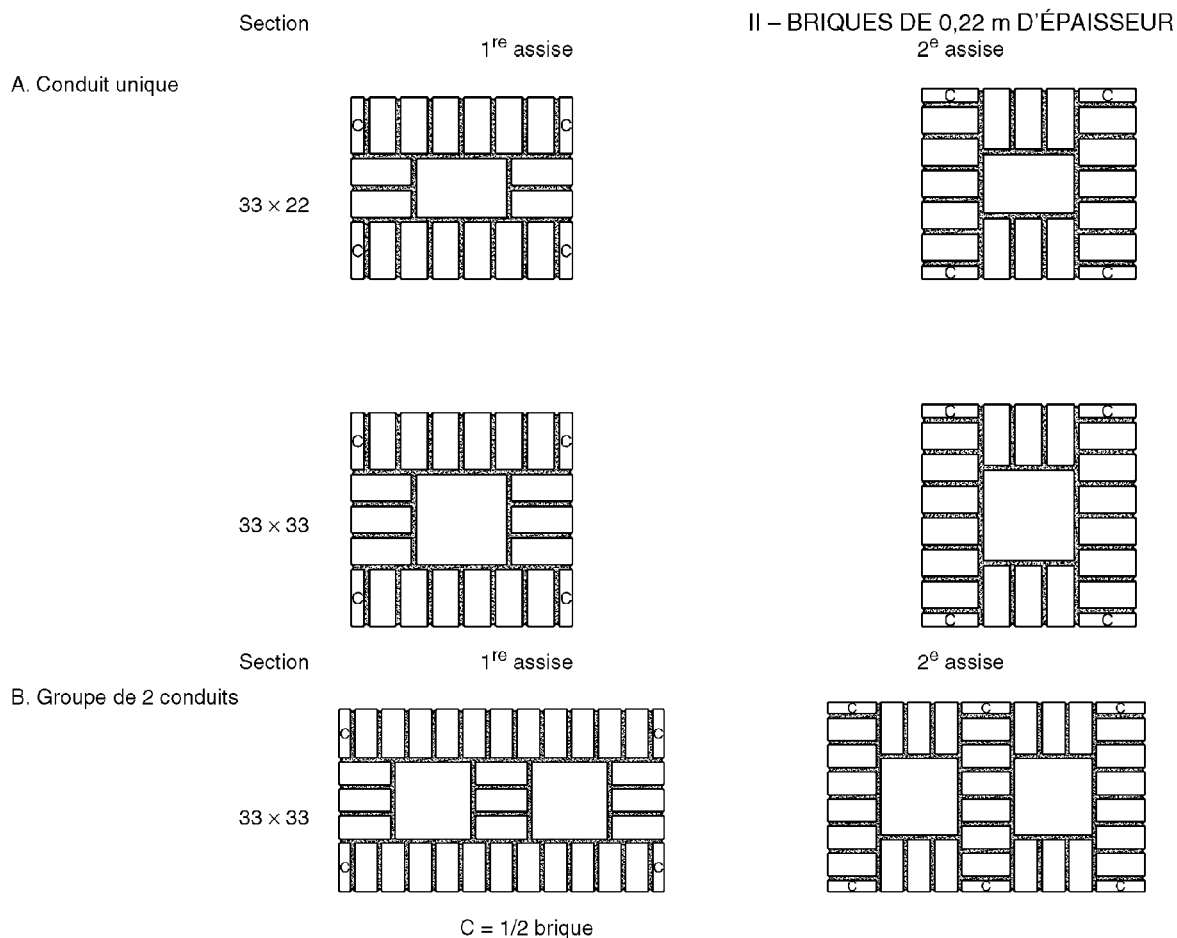 II – BRIQUES DE 0,22 m D'ÉPAISSEUR
Section
1re assise
2e assise
A. Conduit unique
C C
C C
33 × 22
C C
C C
C C
C C
33 × 33
C C
C C
Section
1re assise
2e assise
B. Groupe de 2 conduits
C C
C C C
33 × 33
C C
C C C
C = 1/2 brique